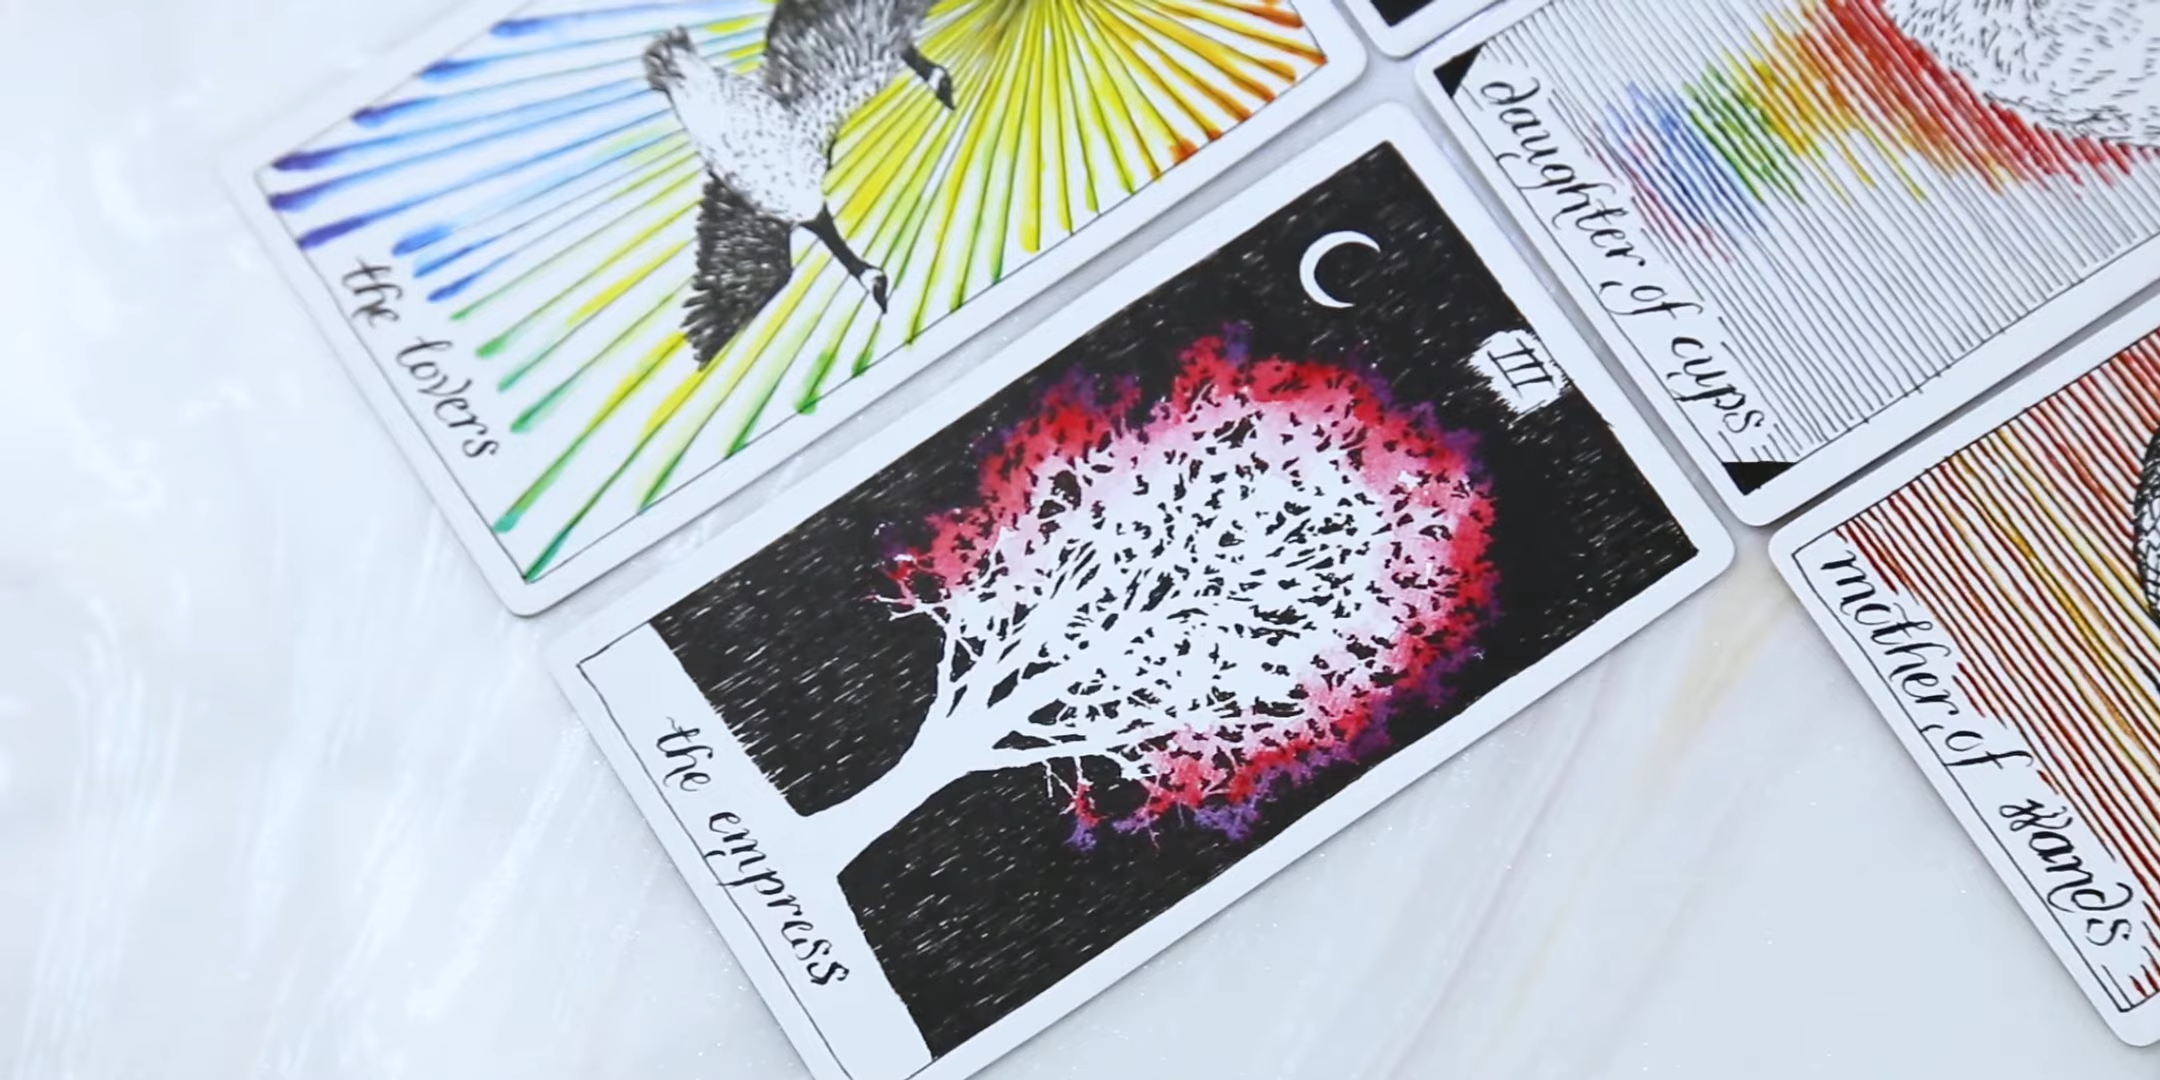 the lovers
daughter of cups
III
the empress
mother of wands